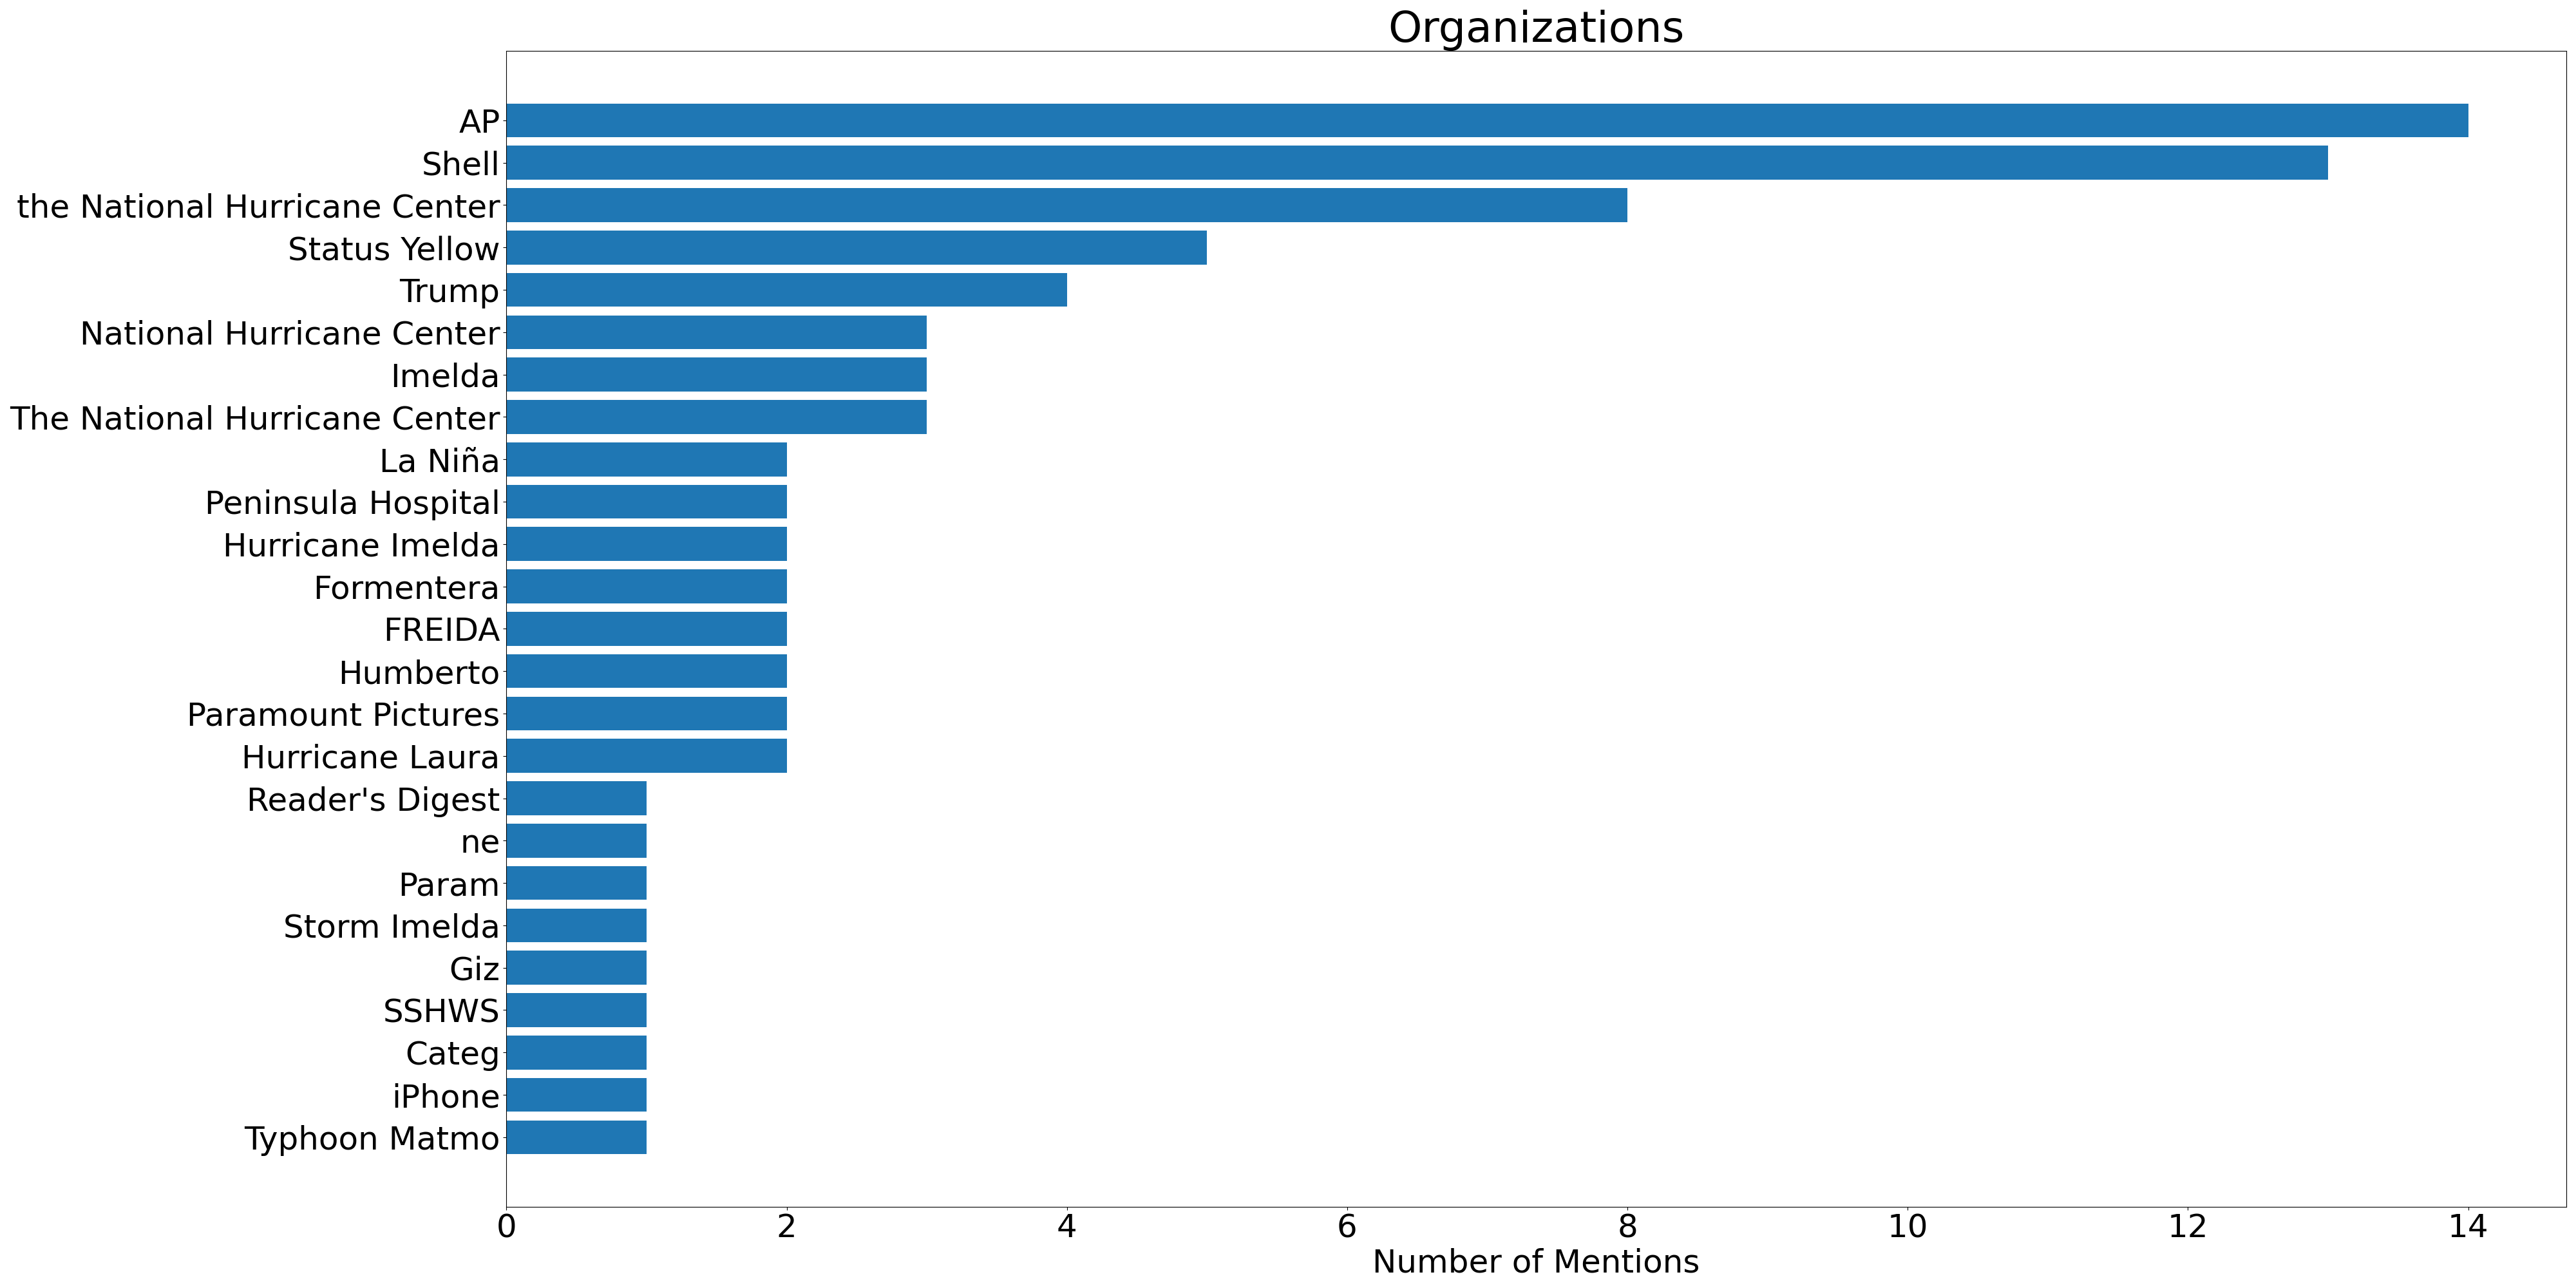 Organizations
AP
Shell
the National Hurricane Center
Status Yellow
Trump
National Hurricane Center
Imelda
The National Hurricane Center
La Niña
Peninsula Hospital
Hurricane Imelda
Formentera
FREIDA
Humberto
Paramount Pictures
Hurricane Laura
Reader's Digest
ne
Param
Storm Imelda
Giz
SSHWS
Categ
iPhone
Typhoon Matmo
0 2 4 6 8 10 12 14
Number of Mentions